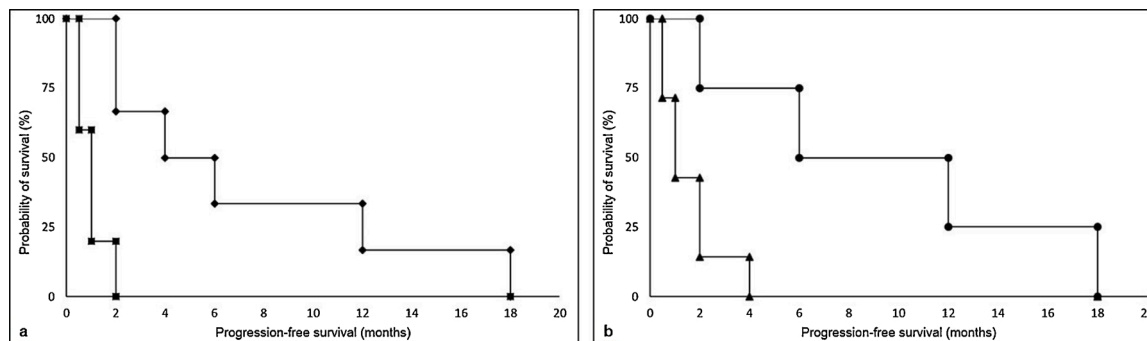 100
75
50
25
0
Probability of survival (%)
0 2 4 6 8 10 12 14 16 18 20
Progression-free survival (months)
a
100
75
50
25
0
Probability of survival (%)
0 2 4 6 8 10 12 14 16 18 2
Progression-free survival (months)
b